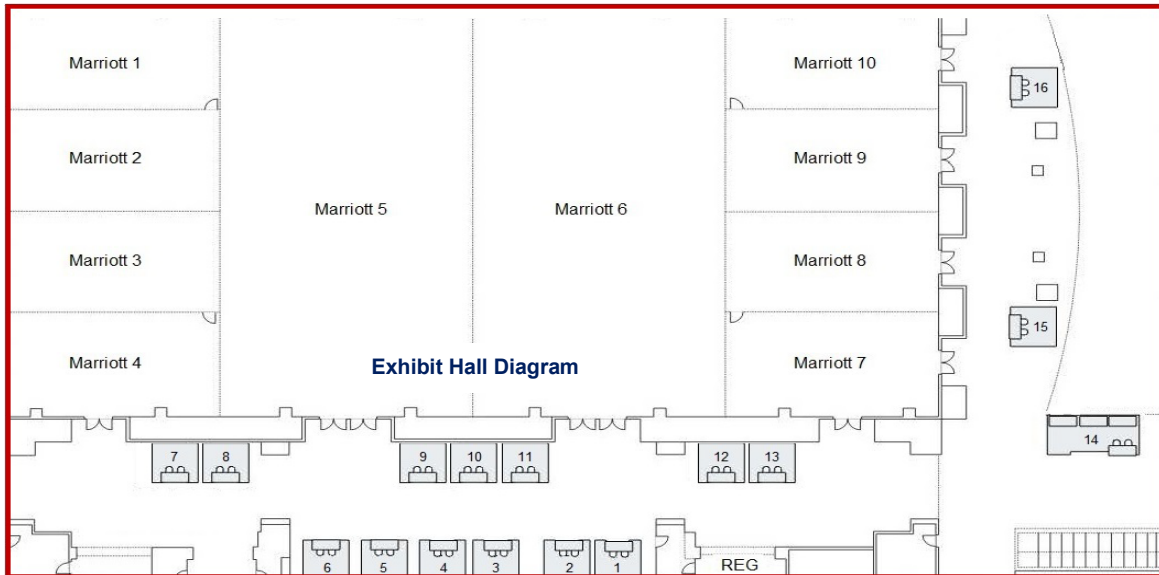 Marriott 1
Marriott 10
16
Marriott 2
Marriott 9
Marriott 5
Marriott 6
Marriott 3
Marriott 8
15
Marriott 4
Exhibit Hall Diagram
Marriott 7
14
7
8
9
10
11
12
13
6
5
4
3
2
1
REG